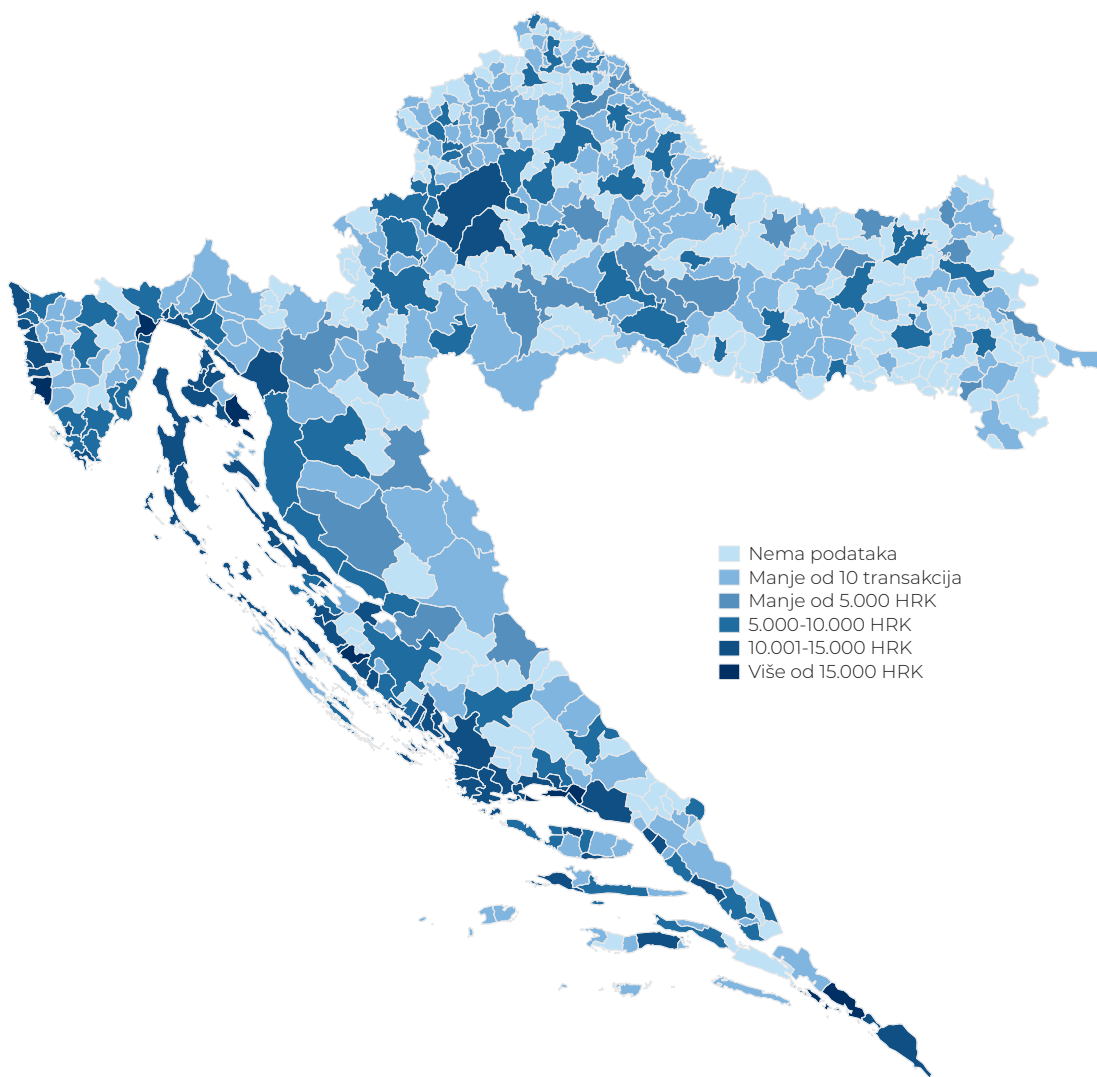 Nema podataka
Manje od 10 transakcija
Manje od 5.000 HRK
5.000-10.000 HRK
10.001-15.000 HRK
Više od 15.000 HRK